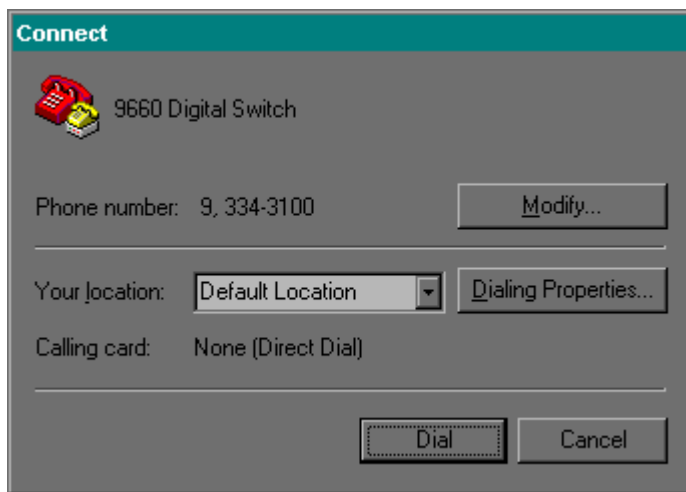 Connect
9660 Digital Switch
Phone number: 9, 334-3100 Modify...
Your location: Default Location Dialing Properties...
Calling card: None (Direct Dial)
Dial Cancel